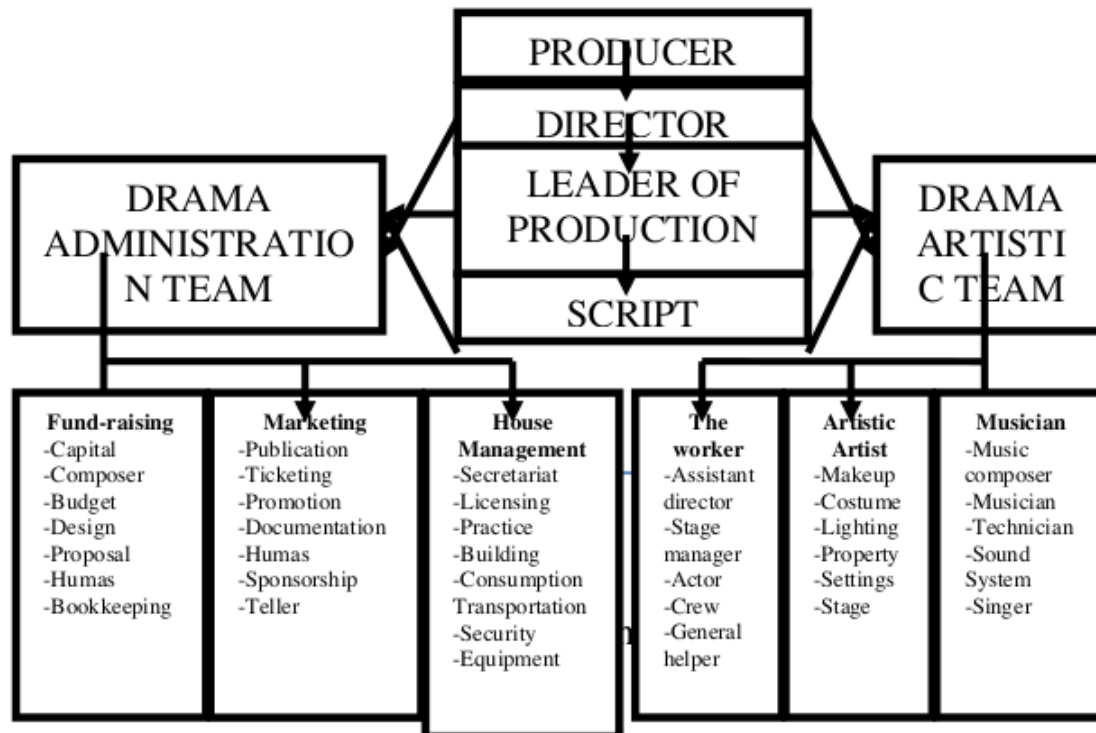 PRODUCER
DIRECTOR
LEADER OF
PRODUCTION
SCRIPT
DRAMA
ADMINISTRATIO
N TEAM
DRAMA
ARTISTI
C TEAM
Fund-raising
-Capital
-Composer
-Budget
-Design
-Proposal
-Humas
-Bookkeeping
Marketing
-Publication
-Ticketing
-Promotion
-Documentation
-Humas
-Sponsorship
-Teller
House
Management
-Secretariat
-Licensing
-Practice
-Building
-Consumption
Transportation
-Security
-Equipment
The
worker
-Assistant
director
-Stage
manager
-Actor
-Crew
-General
helper
Artistic
Artist
-Makeup
-Costume
-Lighting
-Property
-Settings
-Stage
Musician
-Music
composer
-Musician
-Technician
-Sound
System
-Singer